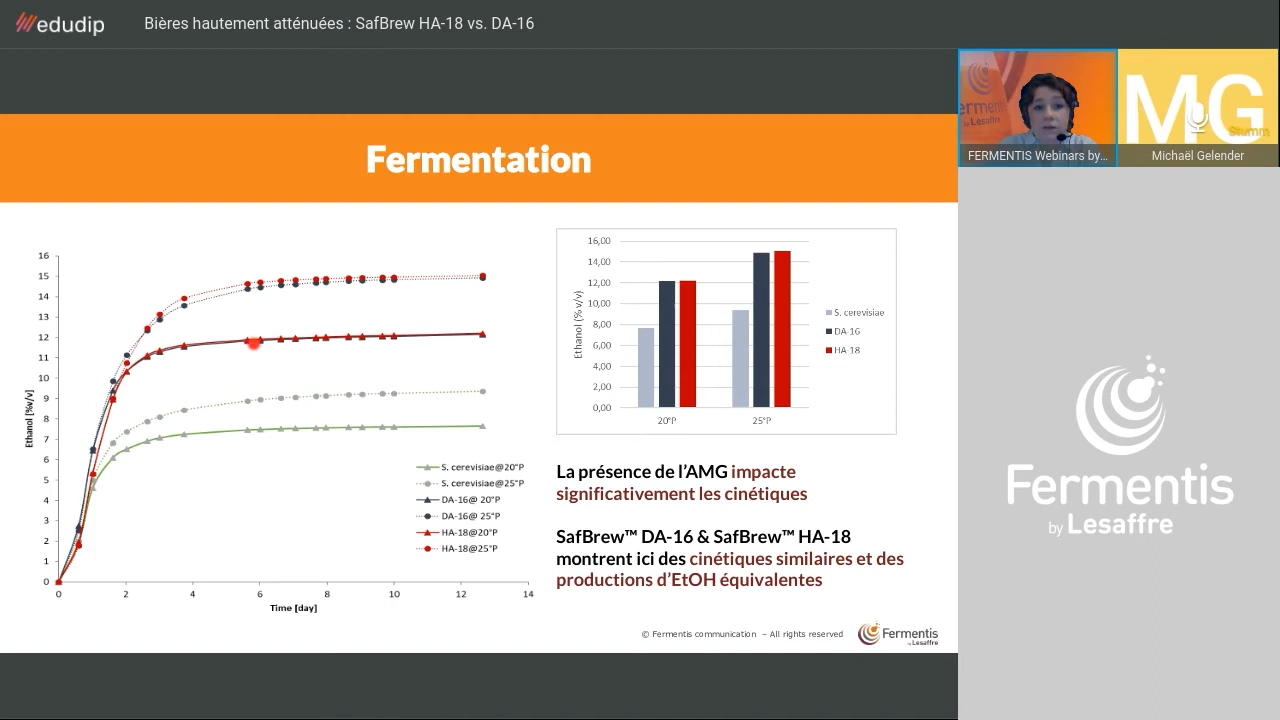 edudip
Bières hautement atténuées : SafBrew HA-18 vs. DA-16
Fermentis
by Lesaffre
FERMENTIS Webinars by...
MG
Stumm
Michaël Gelender
Fermentation
Ethanol [%v/v]
16
15
14
13
12
11
10
9
8
7
6
5
4
3
2
1
0
0 2 4 6 8 10 12 14
Time [day]
S. cerevisiae@20°P
S. cerevisiae@25°P
DA-16@ 20°P
DA-16@ 25°P
HA-18@20°P
HA-18@25°P
Ethanol (% v/v)
16,00
14,00
12,00
10,00
8,00
6,00
4,00
2,00
0,00
20°P 25°P
S. cerevisiae
DA-16
HA-18
La présence de l’AMG impacte
significativement les cinétiques
SafBrew™ DA-16 & SafBrew™ HA-18
montrent ici des cinétiques similaires et des
productions d’EtOH équivalentes
© Fermentis communication – All rights reserved
Fermentis
by Lesaffre
Fermentis
by Lesaffre